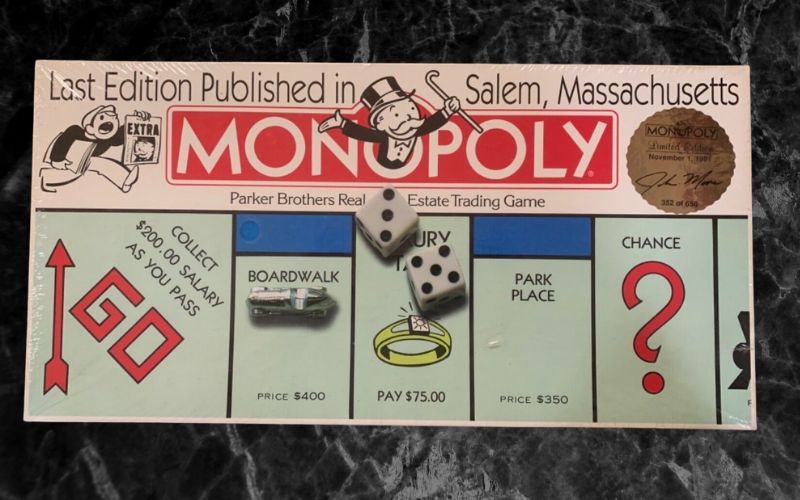 Last Edition Published in Salem, Massachusetts
EXTRA
MONOPOLY
Parker Brothers Real Estate Trading Game
MONOPOLY
Limited Edition
November 1, 1991
352 of 650
COLLECT
$200.00 SALARY
AS YOU PASS
GO
BOARDWALK
PRICE $400
URY
PAY $75.00
PARK
PLACE
PRICE $350
CHANCE